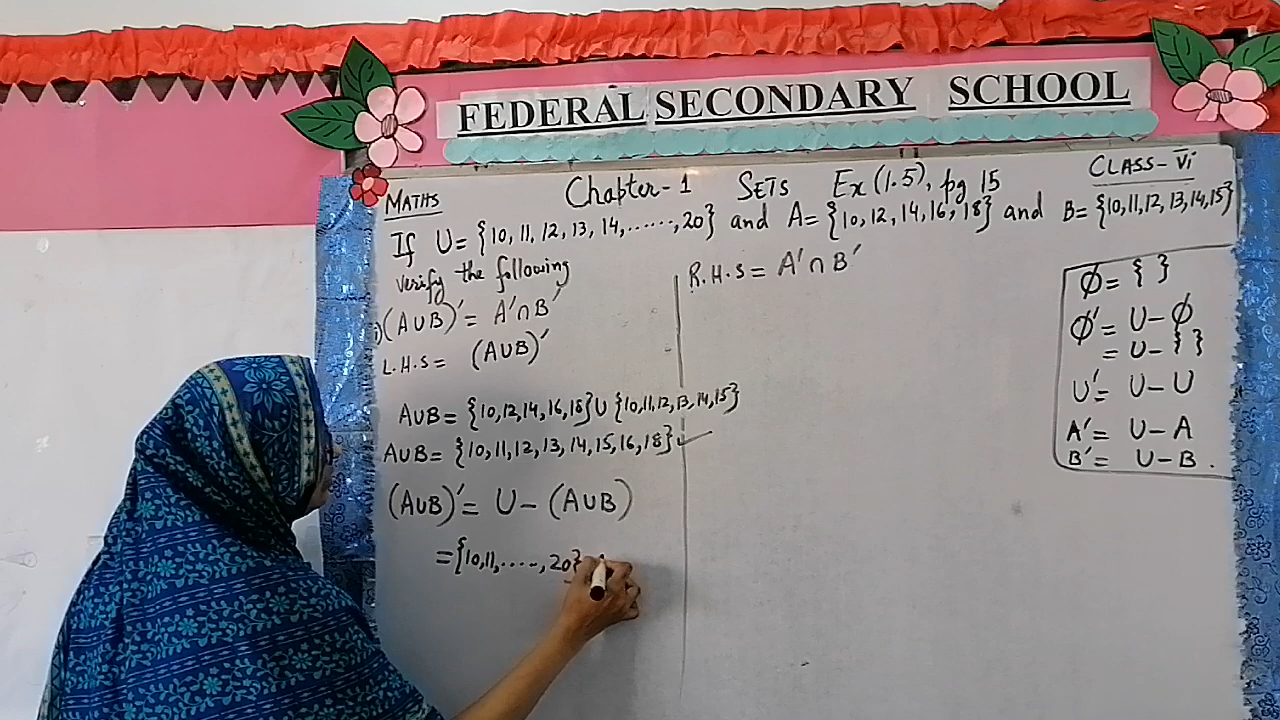 FEDERAL SECONDARY SCHOOL
MATHS
Chapter-1 SETS Ex (1.5), pg 15
CLASS-VI
If U= {10, 11, 12, 13, 14,......, 20} and A= {10, 12, 14, 16, 18} and B= {10, 11, 12, 13, 14, 15}
verify the following
i) (A∪B)′ = A′∩B′
L.H.S = (A∪B)′
A∪B = {10,12,14,16,18} ∪ {10,11,12,13,14,15}
A∪B = {10,11,12,13,14,15,16,18} ✓
(A∪B)′ = U – (A∪B)
= {10,11,.....,20}
R.H.S = A′∩B′
Ø = { }
Ø′ = U – Ø
= U – { }
U′ = U – U
A′ = U – A
B′ = U – B .